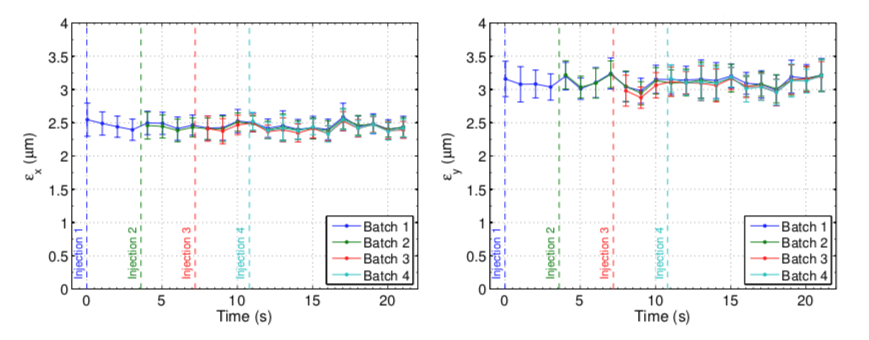 4
3.5
3
2.5
2
1.5
1
0.5
0
εx (μm)
0
5
10
15
20
Time (s)
Injection 1
Injection 2
Injection 3
Injection 4
Batch 1
Batch 2
Batch 3
Batch 4
4
3.5
3
2.5
2
1.5
1
0.5
0
εy (μm)
0
5
10
15
20
Time (s)
Injection 1
Injection 2
Injection 3
Injection 4
Batch 1
Batch 2
Batch 3
Batch 4